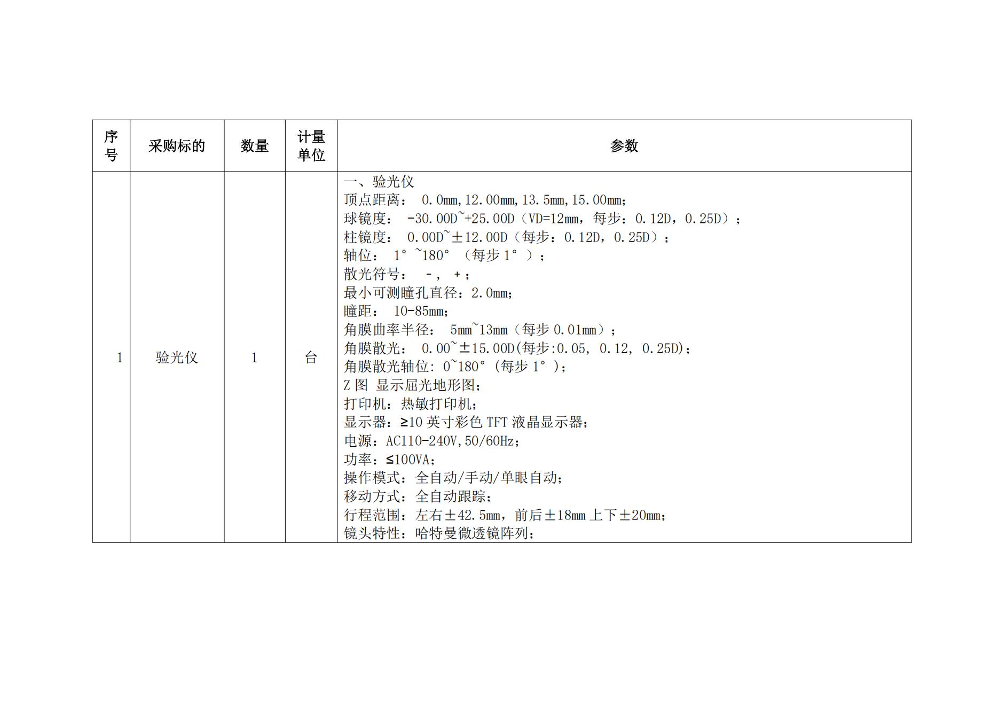 序号
采购标的
数量
计量单位
参数
1
验光仪
1
台
一、验光仪
顶点距离： 0.0mm,12.00mm,13.5mm,15.00mm；
球镜度： -30.00D~+25.00D（VD=12mm，每步：0.12D，0.25D）；
柱镜度： 0.00D~±12.00D（每步：0.12D，0.25D）；
轴位： 1°~180°（每步1°）；
散光符号： -, +；
最小可测瞳孔直径：2.0mm；
瞳距： 10-85mm；
角膜曲率半径： 5mm~13mm（每步0.01mm）；
角膜散光： 0.00~±15.00D(每步:0.05, 0.12, 0.25D)；
角膜散光轴位: 0~180°(每步1°)；
Z图 显示屈光地形图；
打印机：热敏打印机；
显示器：≥10英寸彩色TFT液晶显示器；
电源：AC110-240V,50/60Hz；
功率：≤100VA；
操作模式：全自动/手动/单眼自动；
移动方式：全自动跟踪；
行程范围：左右±42.5mm，前后±18mm上下±20mm；
镜头特性：哈特曼微透镜阵列；